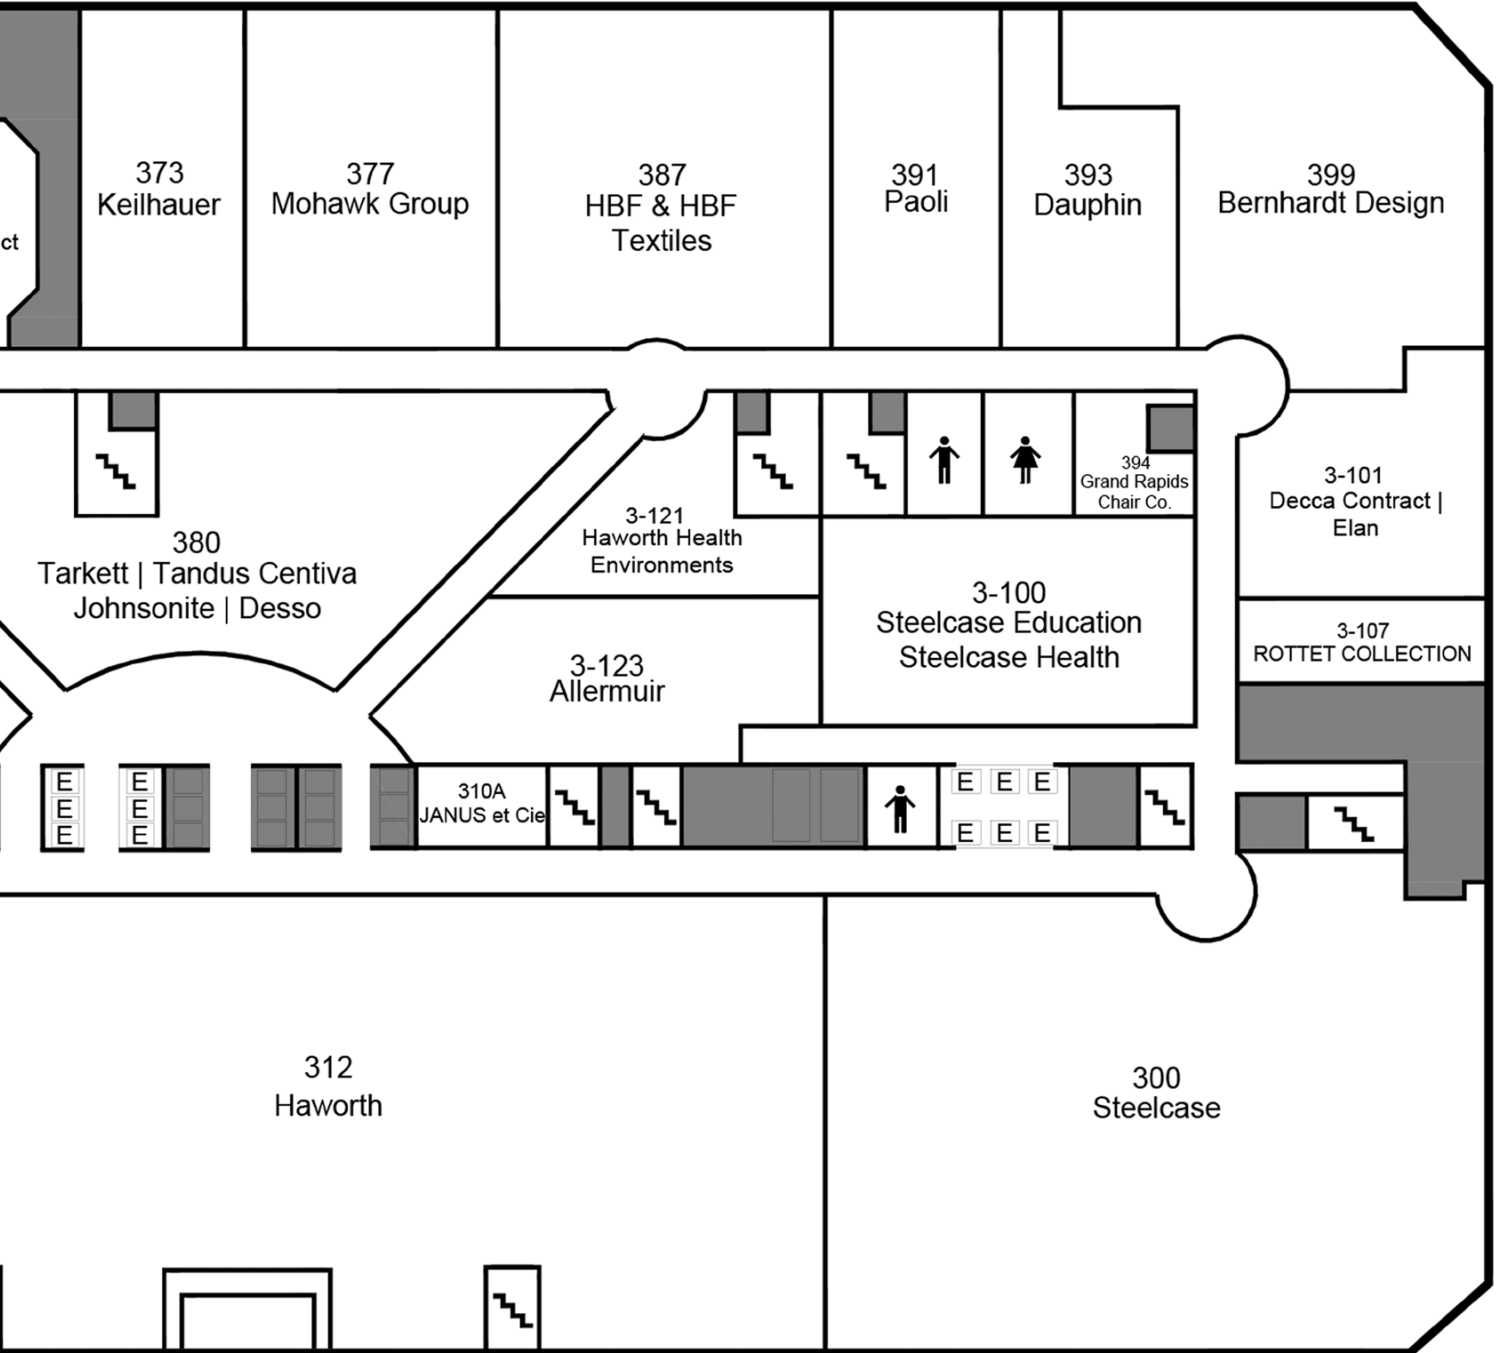 373
Keilhauer
377
Mohawk Group
387
HBF & HBF
Textiles
391
Paoli
393
Dauphin
399
Bernhardt Design
ct
394
Grand Rapids
Chair Co.
3-101
Decca Contract |
Elan
3-121
Haworth Health
Environments
380
Tarkett | Tandus Centiva
Johnsonite | Desso
3-100
Steelcase Education
Steelcase Health
3-107
ROTTET COLLECTION
3-123
Allermuir
E
E
E
E
E
E
310A
JANUS et Cie
E E E
E E E
312
Haworth
300
Steelcase